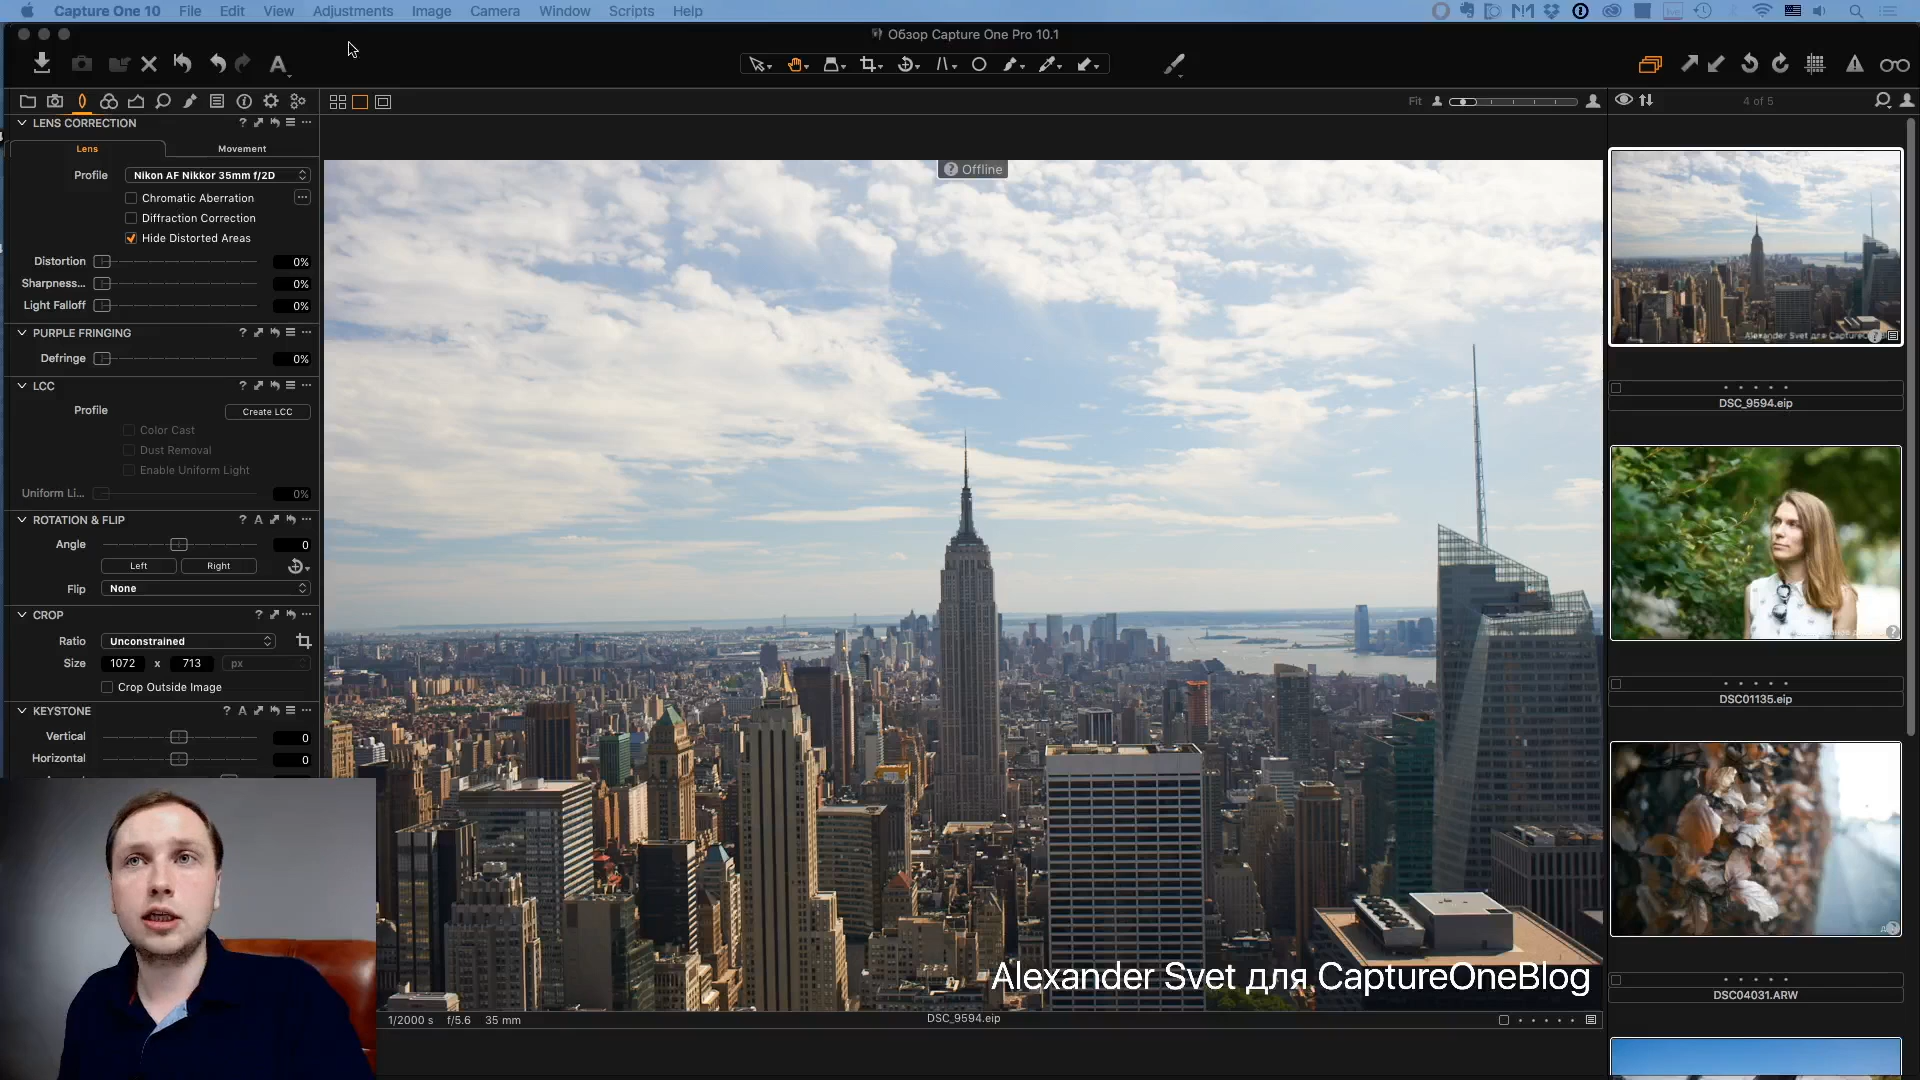 Capture One 10 File Edit View Adjustments Image Camera Window Scripts Help
Обзор Capture One Pro 10.1
Fit
4 of 5
LENS CORRECTION
Lens Movement
Profile Nikon AF Nikkor 35mm f/2D
Chromatic Aberration
Diffraction Correction
Hide Distorted Areas
Distortion 0%
Sharpness... 0%
Light Falloff 0%
PURPLE FRINGING
Defringe 0%
LCC
Profile Create LCC
Color Cast
Dust Removal
Enable Uniform Light
Uniform Li... 0%
ROTATION & FLIP
Angle 0
Left Right
Flip None
CROP
Ratio Unconstrained
Size 1072 x 713 px
Crop Outside Image
KEYSTONE
Vertical 0
Horizontal 0
Offline
Alexander Svet для CaptureOneBlog
1/2000 s f/5.6 35 mm
DSC_9594.eip
DSC_9594.eip
DSC01135.eip
DSC04031.ARW